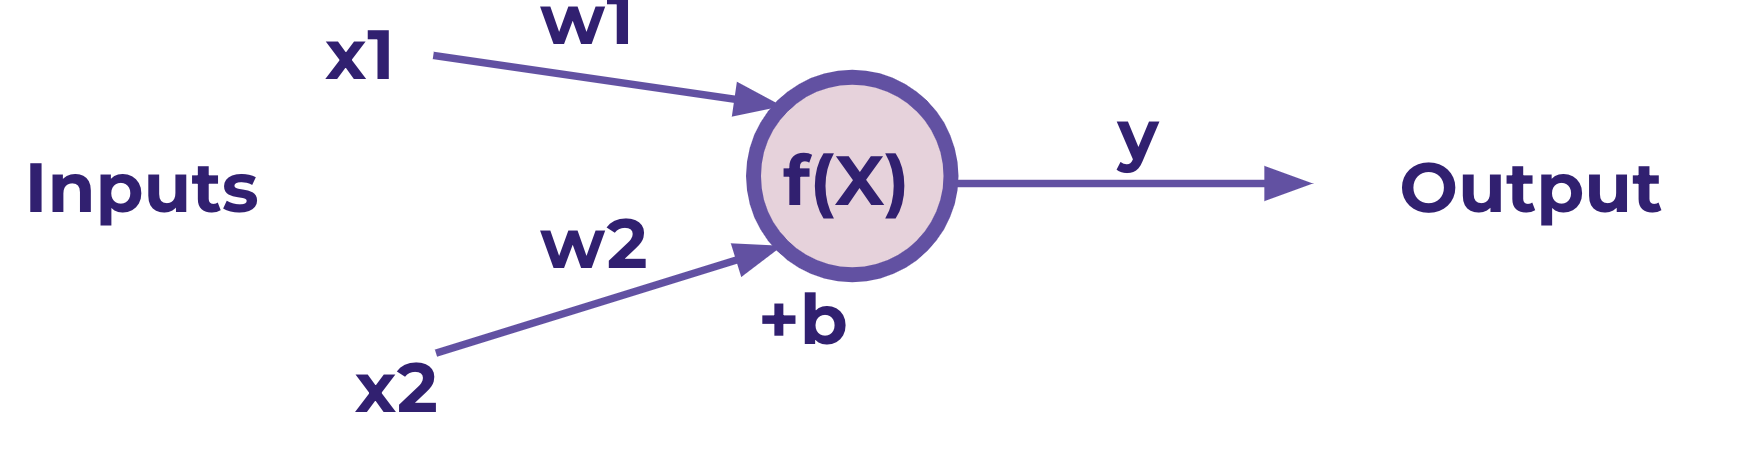 w1
x1
f(X)
y
Inputs
Output
w2
+b
x2